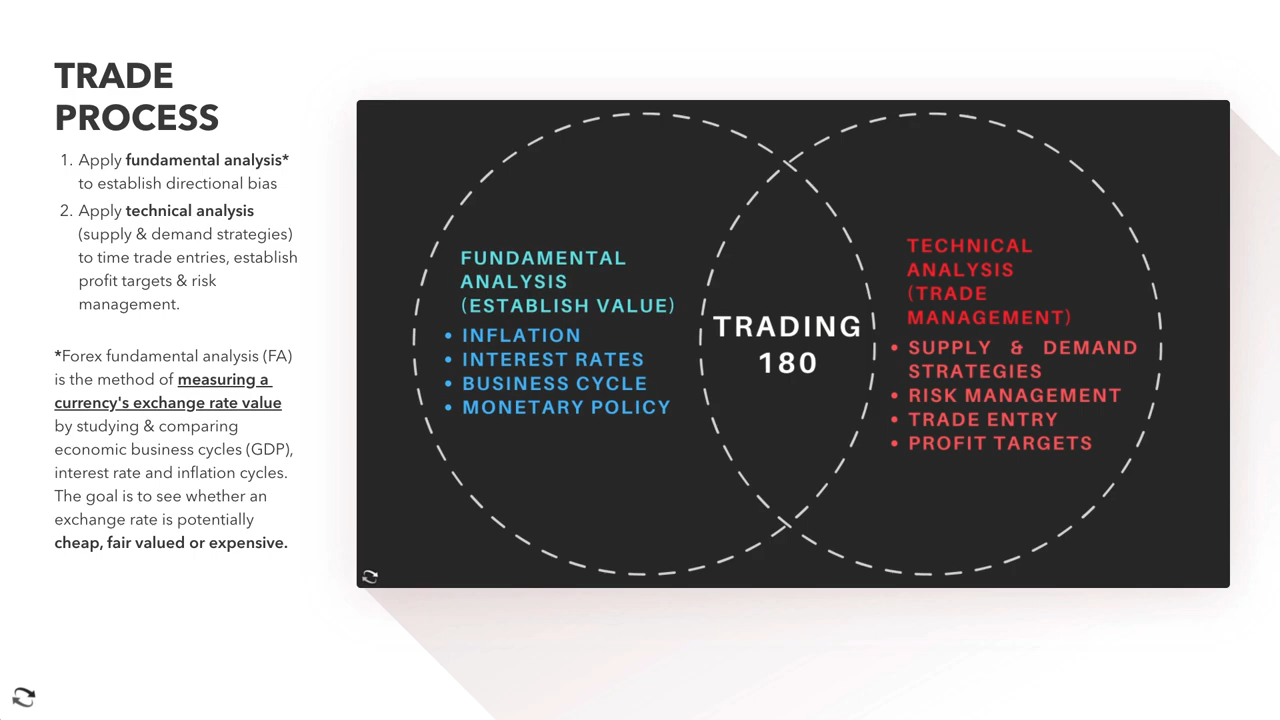 TRADE
PROCESS
1. Apply fundamental analysis*
to establish directional bias
2. Apply technical analysis
(supply & demand strategies)
to time trade entries, establish
profit targets & risk
management.
*Forex fundamental analysis (FA)
is the method of measuring a
currency's exchange rate value
by studying & comparing
economic business cycles (GDP),
interest rate and inflation cycles.
The goal is to see whether an
exchange rate is potentially
cheap, fair valued or expensive.
FUNDAMENTAL
ANALYSIS
(ESTABLISH VALUE)
• INFLATION
• INTEREST RATES
• BUSINESS CYCLE
• MONETARY POLICY
TRADING
180
TECHNICAL
ANALYSIS
(TRADE
MANAGEMENT)
• SUPPLY & DEMAND
STRATEGIES
• RISK MANAGEMENT
• TRADE ENTRY
• PROFIT TARGETS